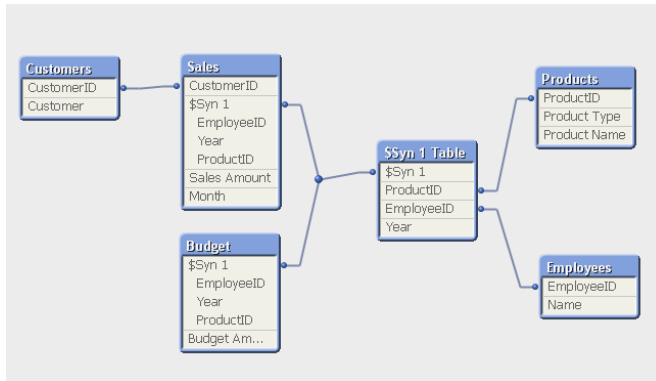 Customers
CustomerID
Customer
Sales
CustomerID
$Syn 1
EmployeeID
Year
ProductID
Sales Amount
Month
Budget
$Syn 1
EmployeeID
Year
ProductID
Budget Am...
$Syn 1 Table
$Syn 1
ProductID
EmployeeID
Year
Products
ProductID
Product Type
Product Name
Employees
EmployeeID
Name